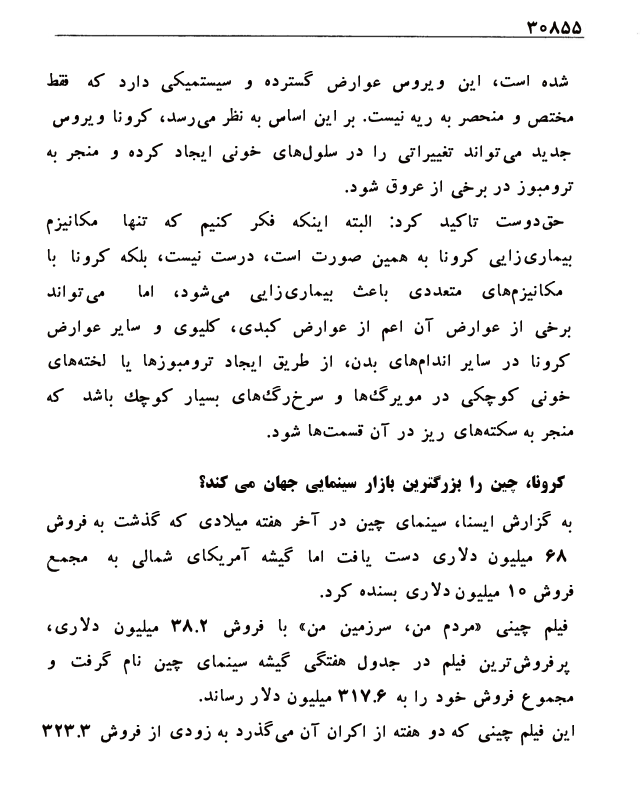 ۳۰۸۵۵
شده است، این ویروس عوارض گسترده و سیستمیکی دارد که فقط
مختص و منحصر به ریه نیست. بر این اساس به نظر می‌رسد، کرونا ویروس
جدید می‌تواند تغییراتی را در سلول‌های خونی ایجاد کرده و منجر به
ترومبوز در برخی از عروق شود.
حق‌دوست تاکید کرد: البته اینکه فکر کنیم که تنها مکانیزم
بیماری‌زایی کرونا به همین صورت است، درست نیست، بلکه کرونا با
مکانیزم‌های متعددی باعث بیماری‌زایی می‌شود، اما می‌تواند
برخی از عوارض آن اعم از عوارض کبدی، کلیوی و سایر عوارض
کرونا در سایر اندام‌های بدن، از طریق ایجاد ترومبوزها یا لخته‌های
خونی کوچکی در مویرگ‌ها و سرخ‌رگ‌های بسیار کوچک باشد که
منجر به سکته‌های ریز در آن قسمت‌ها شود.
کرونا، چین را بزرگترین بازار سینمایی جهان می کند؟
به گزارش ایسنا، سینمای چین در آخر هفته میلادی که گذشت به فروش
۶۸ میلیون دلاری دست یافت اما گیشه آمریکای شمالی به مجمع
فروش ۱۰ میلیون دلاری بسنده کرد.
فیلم چینی «مردم من، سرزمین من» با فروش ۳۸.۲ میلیون دلاری،
پرفروش‌ترین فیلم در جدول هفتگی گیشه سینمای چین نام گرفت و
مجموع فروش خود را به ۳۱۷.۶ میلیون دلار رساند.
این فیلم چینی که دو هفته از اکران آن می‌گذرد به زودی از فروش ۳۲۳.۳